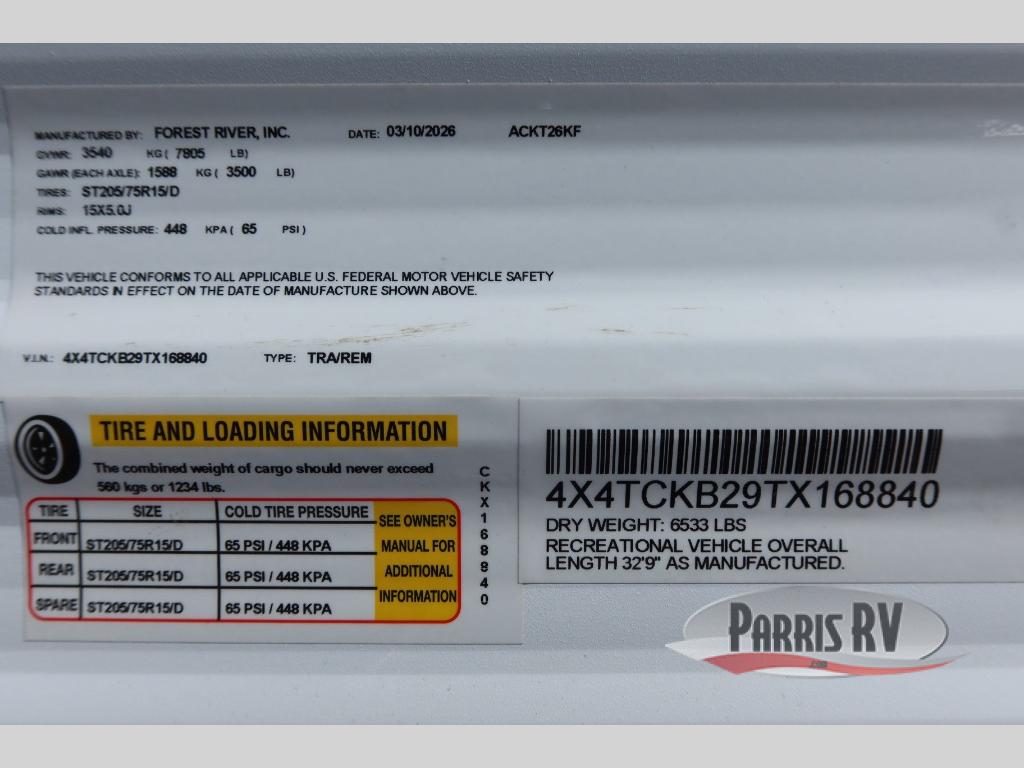 MANUFACTURED BY: FOREST RIVER, INC. DATE: 03/10/2026 ACKT26KF
GVWR: 3540 KG ( 7805 LB)
GAWR (EACH AXLE): 1588 KG ( 3500 LB)
TIRES: ST205/75R15/D
RIMS: 15X5.0J
COLD INFL. PRESSURE: 448 KPA ( 65 PSI )
THIS VEHICLE CONFORMS TO ALL APPLICABLE U.S. FEDERAL MOTOR VEHICLE SAFETY
STANDARDS IN EFFECT ON THE DATE OF MANUFACTURE SHOWN ABOVE.
V.I.N.: 4X4TCKB29TX168840 TYPE: TRA/REM
TIRE AND LOADING INFORMATION
The combined weight of cargo should never exceed
560 kgs or 1234 lbs.
TIRE SIZE COLD TIRE PRESSURE
FRONT ST205/75R15/D 65 PSI / 448 KPA
REAR ST205/75R15/D 65 PSI / 448 KPA
SPARE ST205/75R15/D 65 PSI / 448 KPA
SEE OWNER'S
MANUAL FOR
ADDITIONAL
INFORMATION
CKX168840
4X4TCKB29TX168840
DRY WEIGHT: 6533 LBS
RECREATIONAL VEHICLE OVERALL
LENGTH 32'9" AS MANUFACTURED.
PARRIS RV
.com